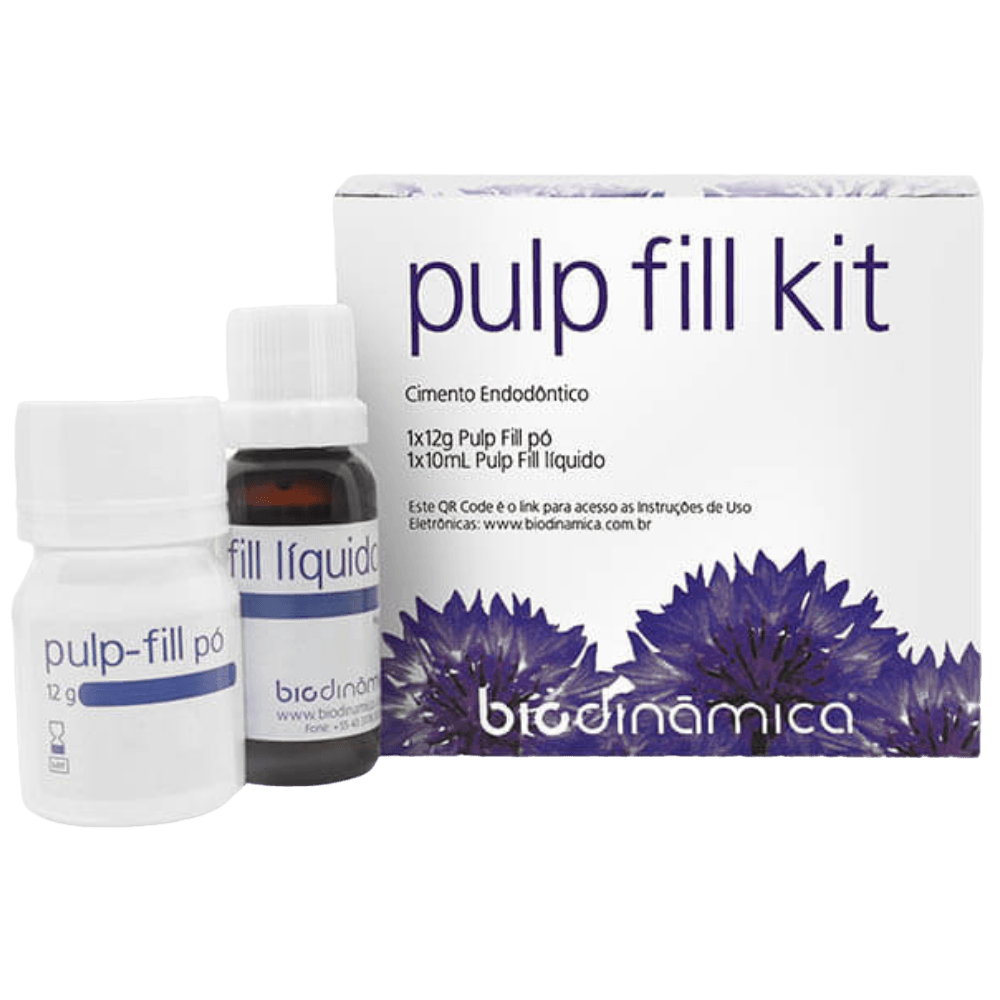 pulp fill kit
Cimento Endodôntico
1x12g Pulp Fill pó
1x10mL Pulp Fill líquido
Este QR Code é o link para acesso as Instruções de Uso
Eletrônicas: www.biodinamica.com.br
biodinâmica
fill líquido
biodinâm
www.biodinamica
Fone: +55 43
pulp-fill pó
12 g